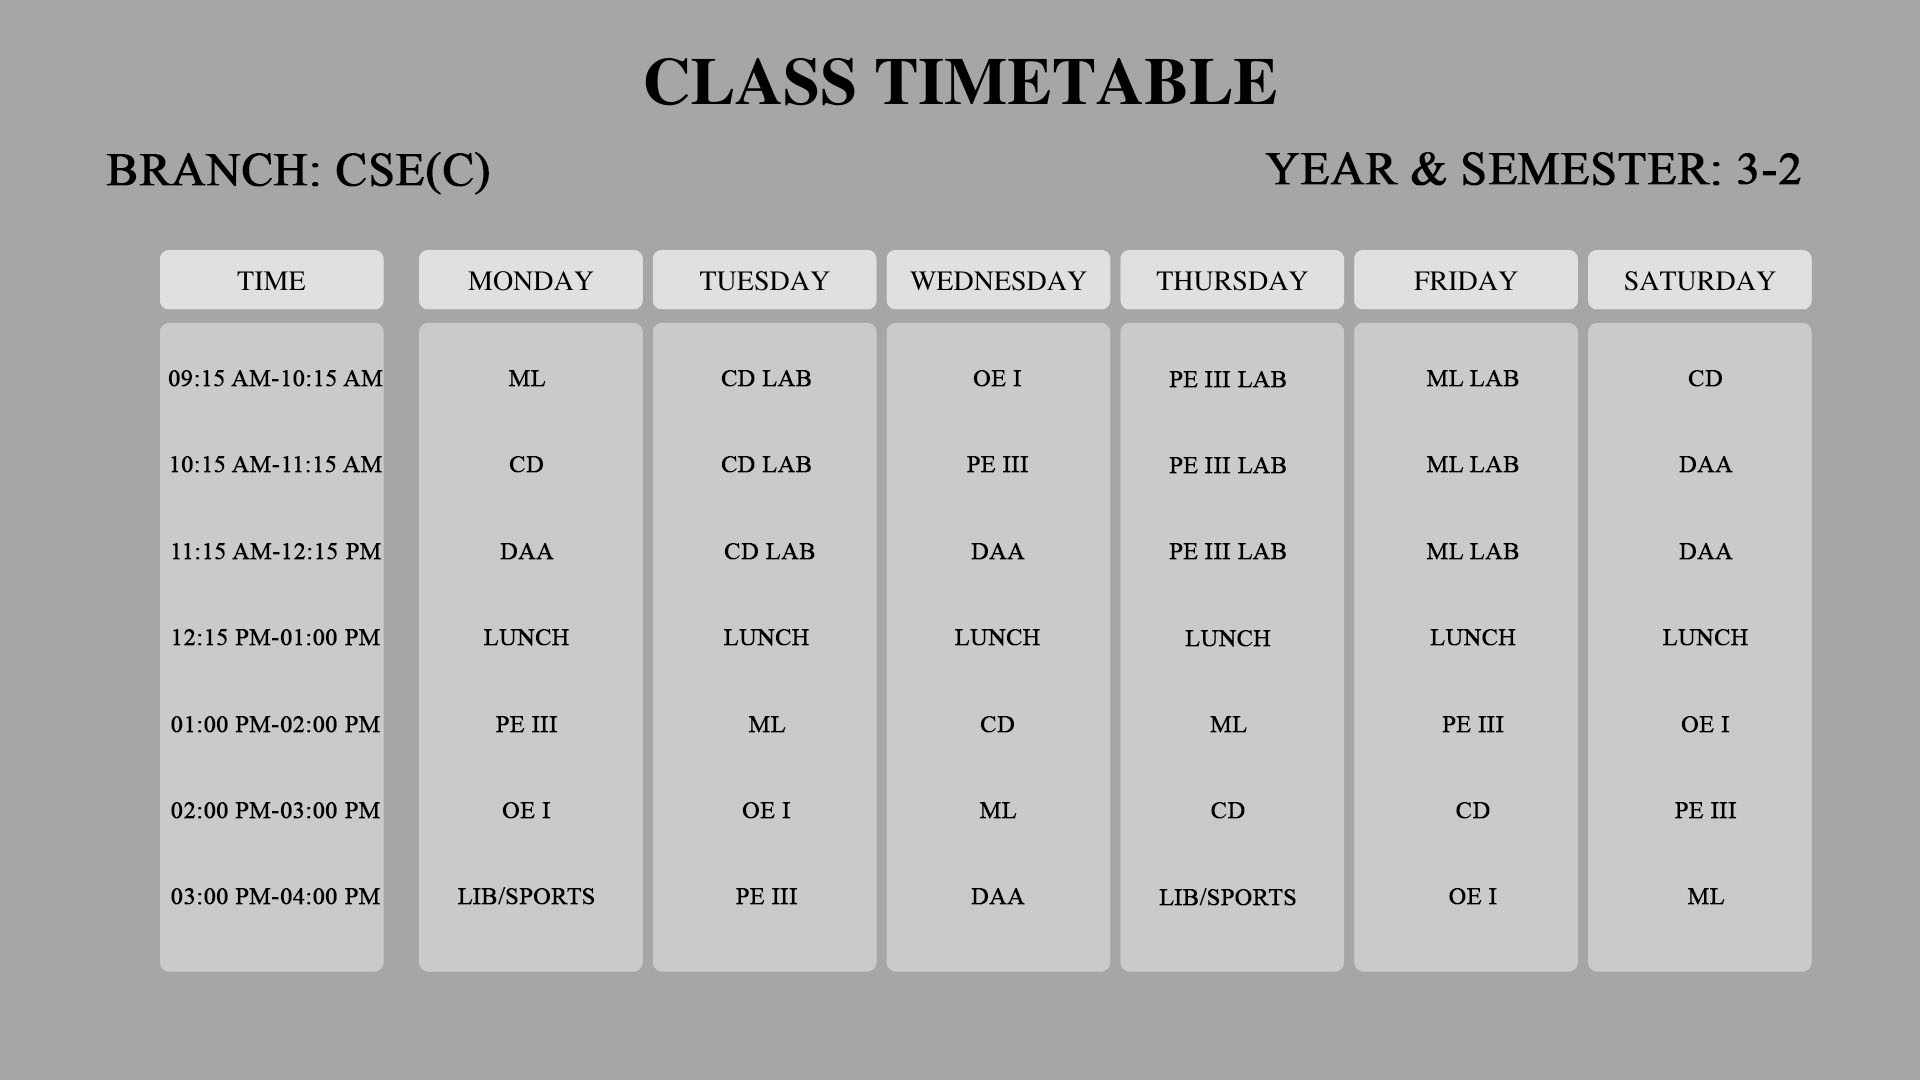 CLASS TIMETABLE
BRANCH: CSE(C) YEAR & SEMESTER: 3-2
TIME MONDAY TUESDAY WEDNESDAY THURSDAY FRIDAY SATURDAY
09:15 AM-10:15 AM ML CD LAB OE I PE III LAB ML LAB CD
10:15 AM-11:15 AM CD CD LAB PE III PE III LAB ML LAB DAA
11:15 AM-12:15 PM DAA CD LAB DAA PE III LAB ML LAB DAA
12:15 PM-01:00 PM LUNCH LUNCH LUNCH LUNCH LUNCH LUNCH
01:00 PM-02:00 PM PE III ML CD ML PE III OE I
02:00 PM-03:00 PM OE I OE I ML CD CD PE III
03:00 PM-04:00 PM LIB/SPORTS PE III DAA LIB/SPORTS OE I ML